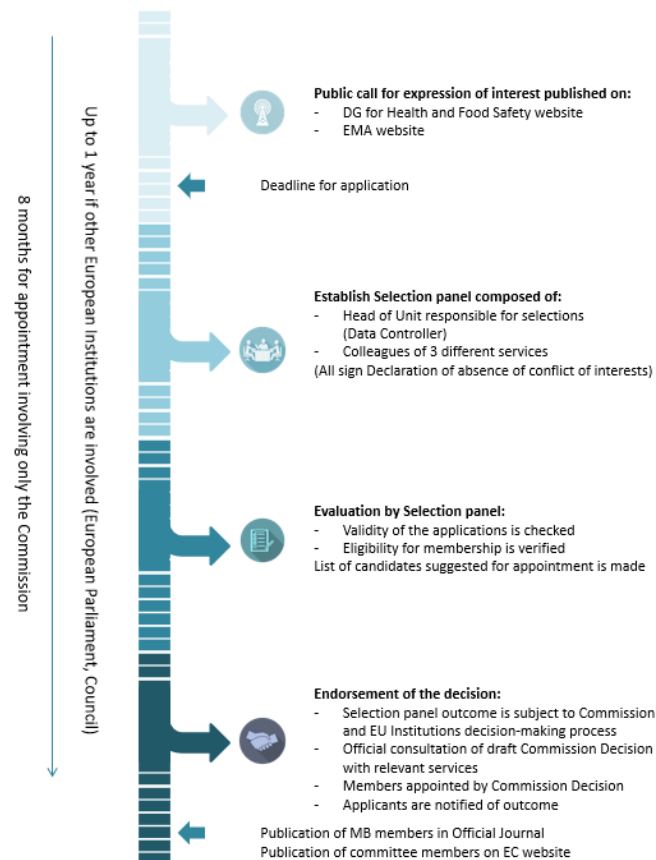 8 months for appointment involving only the Commission
Up to 1 year if other European Institutions are involved (European Parliament, Council)
Public call for expression of interest published on:
- DG for Health and Food Safety website
- EMA website
Deadline for application
Establish Selection panel composed of:
- Head of Unit responsible for selections
(Data Controller)
- Colleagues of 3 different services
(All sign Declaration of absence of conflict of interests)
Evaluation by Selection panel:
- Validity of the applications is checked
- Eligibility for membership is verified
List of candidates suggested for appointment is made
Endorsement of the decision:
- Selection panel outcome is subject to Commission
and EU Institutions decision-making process
- Official consultation of draft Commission Decision
with relevant services
- Members appointed by Commission Decision
- Applicants are notified of outcome
Publication of MB members in Official Journal
Publication of committee members on EC website